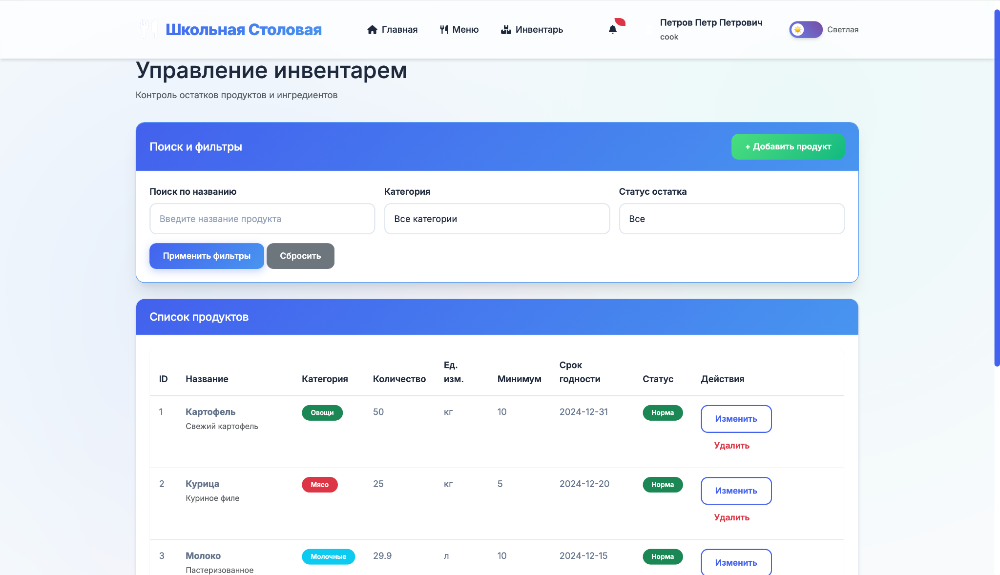 Школьная Столовая
Главная
Меню
Инвентарь
Петров Петр Петрович
cook
Светлая
Управление инвентарем
Контроль остатков продуктов и ингредиентов
Поиск и фильтры
+ Добавить продукт
Поиск по названию
Категория
Статус остатка
Введите название продукта
Все категории
Все
Применить фильтры
Сбросить
Список продуктов
ID Название Категория Количество Ед. изм. Минимум Срок годности Статус Действия
1 Картофель Овощи 50 кг 10 2024-12-31 Норма Изменить
Свежий картофель
Удалить
2 Курица Мясо 25 кг 5 2024-12-20 Норма Изменить
Куриное филе
Удалить
3 Молоко Молочные 29.9 л 10 2024-12-15 Норма Изменить
Пастеризованное